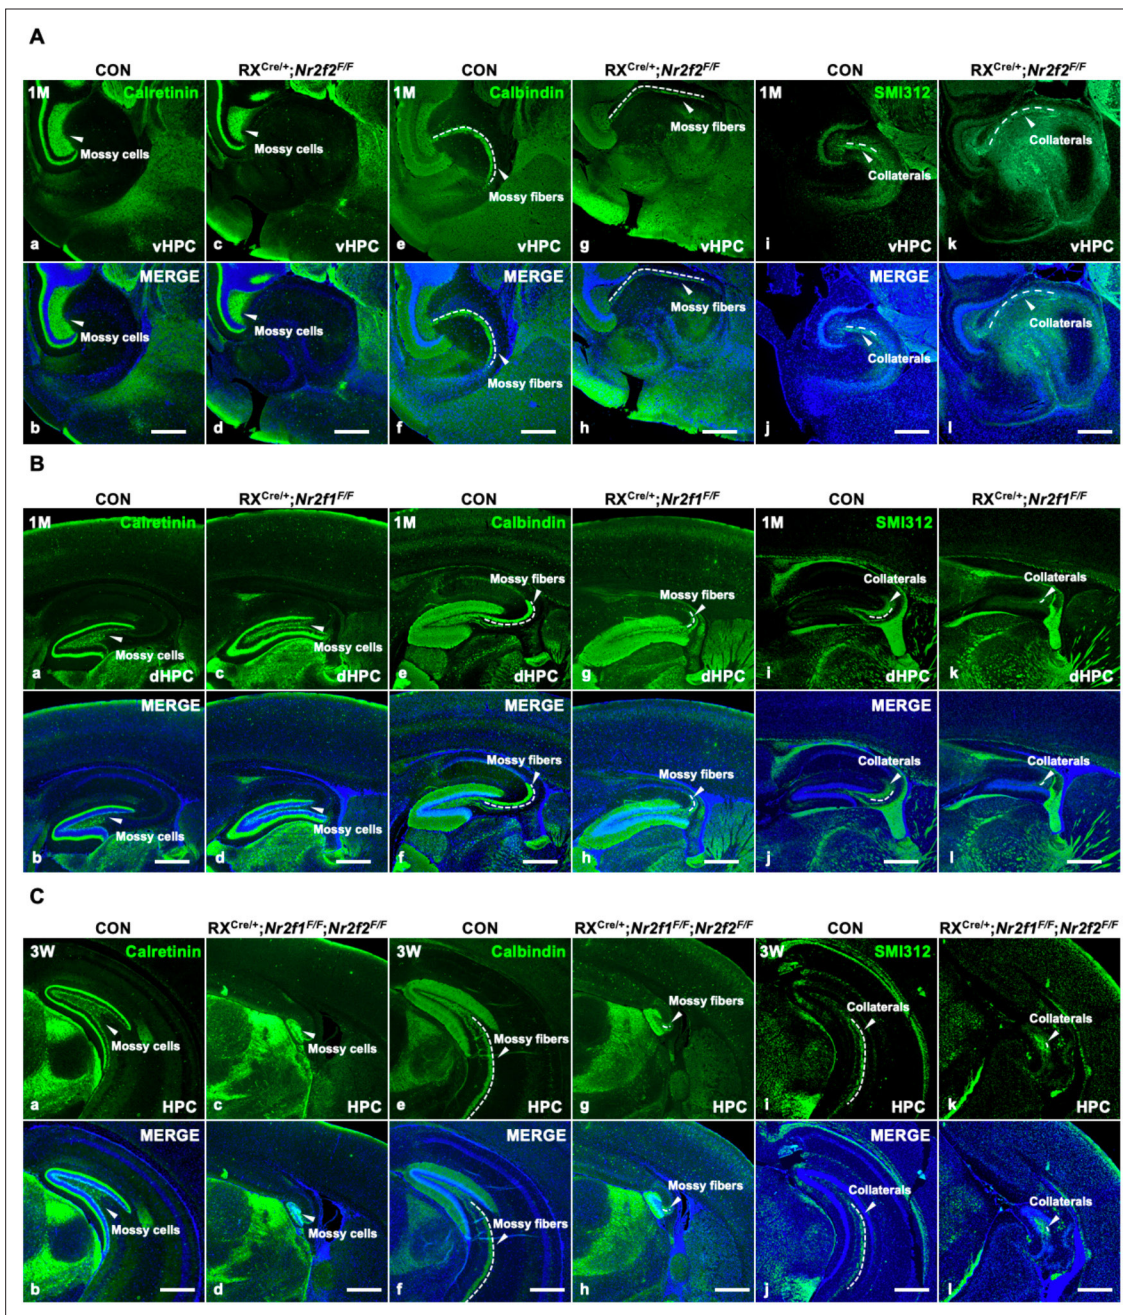 A
CON RX^Cre/+;Nr2f2^F/F CON RX^Cre/+;Nr2f2^F/F CON RX^Cre/+;Nr2f2^F/F
1M Calretinin 1M Calbindin 1M SMI312
Mossy cells Mossy cells Mossy fibers Mossy fibers Collaterals Collaterals
a vHPC c vHPC e vHPC g vHPC i vHPC k vHPC
MERGE MERGE MERGE
Mossy cells Mossy cells Mossy fibers Mossy fibers Collaterals Collaterals
b d f h j l
B
CON RX^Cre/+;Nr2f1^F/F CON RX^Cre/+;Nr2f1^F/F CON RX^Cre/+;Nr2f1^F/F
1M Calretinin 1M Calbindin 1M SMI312
Mossy cells Mossy cells Mossy fibers Mossy fibers Collaterals Collaterals
a dHPC c dHPC e dHPC g dHPC i dHPC k dHPC
MERGE MERGE MERGE
Mossy cells Mossy cells Mossy fibers Mossy fibers Collaterals Collaterals
b d f h j l
C
CON RX^Cre/+;Nr2f1^F/F;Nr2f2^F/F CON RX^Cre/+;Nr2f1^F/F;Nr2f2^F/F CON RX^Cre/+;Nr2f1^F/F;Nr2f2^F/F
3W Calretinin 3W Calbindin 3W SMI312
Mossy cells Mossy cells Mossy fibers Mossy fibers Collaterals Collaterals
a HPC c HPC e HPC g HPC i HPC k HPC
MERGE MERGE MERGE
Mossy cells Mossy cells Mossy fibers Mossy fibers Collaterals Collaterals
b d f h j l